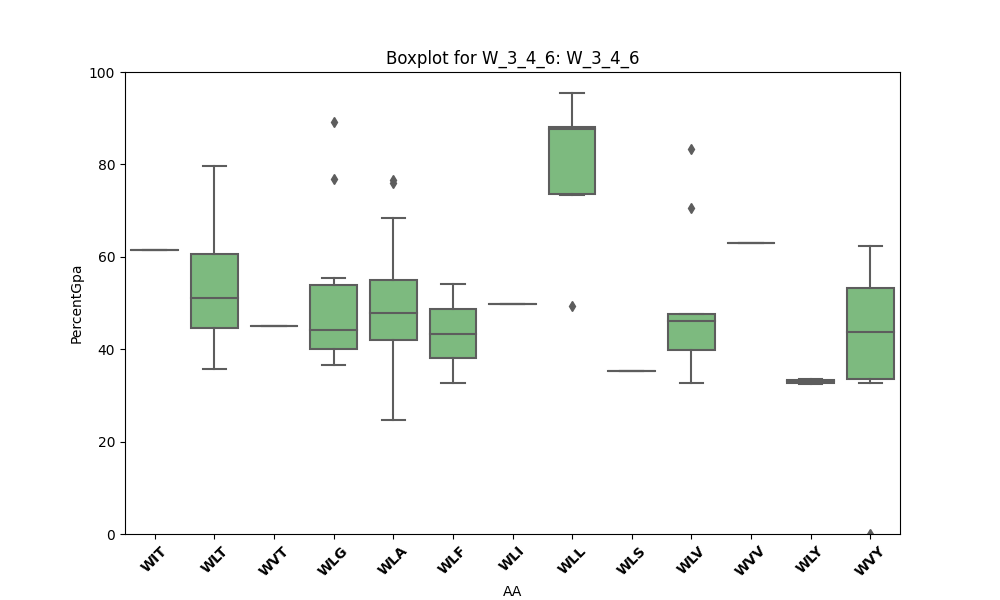 Boxplot for W_3_4_6: W_3_4_6
100
80
60
40
20
0
PercentGpa
WIT
WLT
WVT
WLG
WLA
WLF
WLI
WLL
WLS
WLV
WVV
WLY
WVY
AA